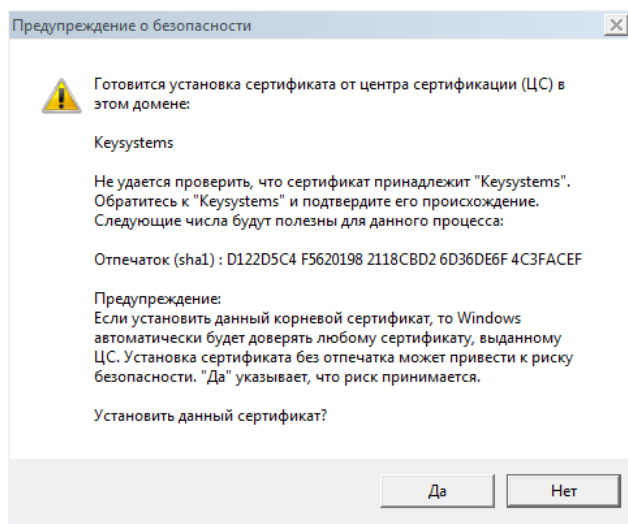 Предупреждение о безопасности
Готовится установка сертификата от центра сертификации (ЦС) в
этом домене:
Keysystems
Не удается проверить, что сертификат принадлежит "Keysystems".
Обратитесь к "Keysystems" и подтвердите его происхождение.
Следующие числа будут полезны для данного процесса:
Отпечаток (sha1) : D122D5C4 F5620198 2118CBD2 6D36DE6F 4C3FACEF
Предупреждение:
Если установить данный корневой сертификат, то Windows
автоматически будет доверять любому сертификату, выданному
ЦС. Установка сертификата без отпечатка может привести к риску
безопасности. "Да" указывает, что риск принимается.
Установить данный сертификат?
Да
Нет